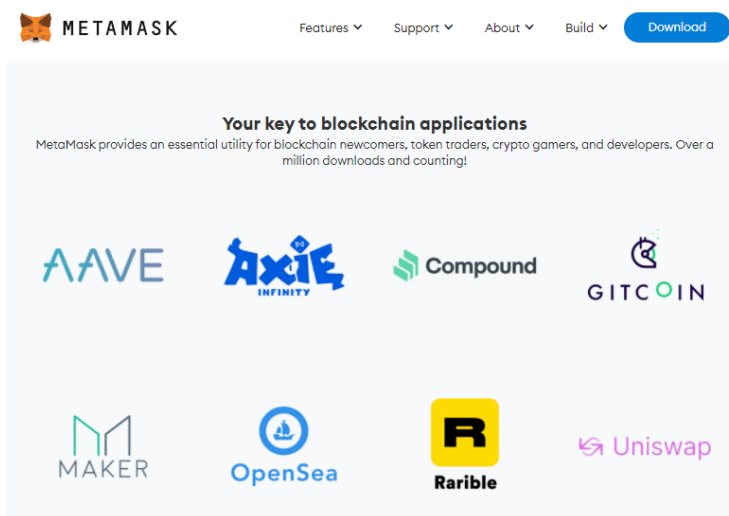 METAMASK
Features Support About Build Download
Your key to blockchain applications
MetaMask provides an essential utility for blockchain newcomers, token traders, crypto gamers, and developers. Over a
million downloads and counting!
AAVE
AXIE
INFINITY
Compound
GITCOIN
MAKER
OpenSea
R
Rarible
Uniswap